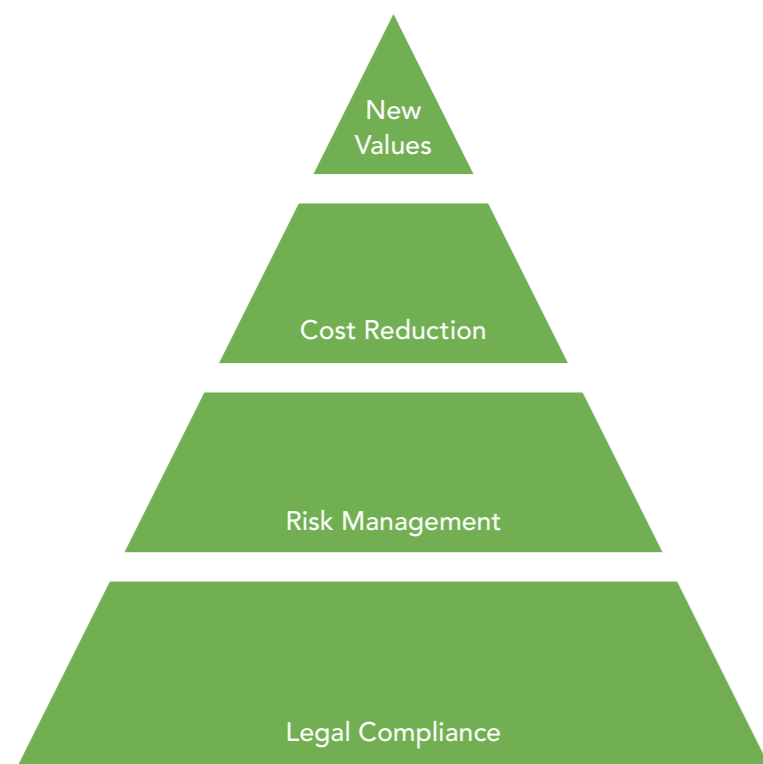 New
Values
Cost Reduction
Risk Management
Legal Compliance